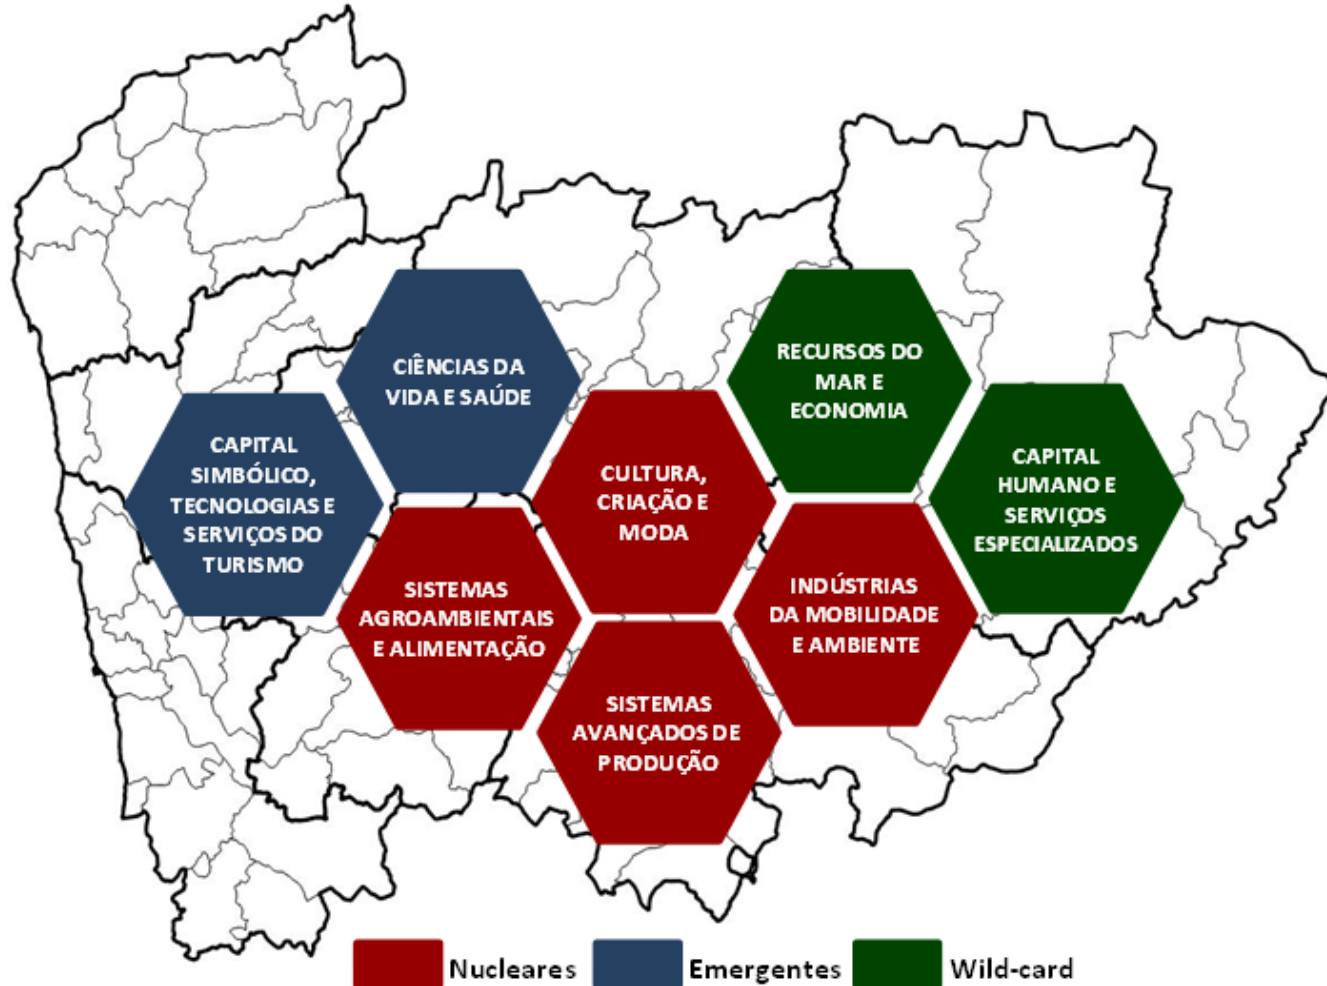 CIÊNCIAS DA
VIDA E SAÚDE
RECURSOS DO
MAR E
ECONOMIA
CAPITAL
SIMBÓLICO,
TECNOLOGIAS E
SERVIÇOS DO
TURISMO
CULTURA,
CRIAÇÃO E
MODA
CAPITAL
HUMANO E
SERVIÇOS
ESPECIALIZADOS
SISTEMAS
AGROAMBIENTAIS
E ALIMENTAÇÃO
INDÚSTRIAS
DA MOBILIDADE
E AMBIENTE
SISTEMAS
AVANÇADOS DE
PRODUÇÃO
Nucleares
Emergentes
Wild-card